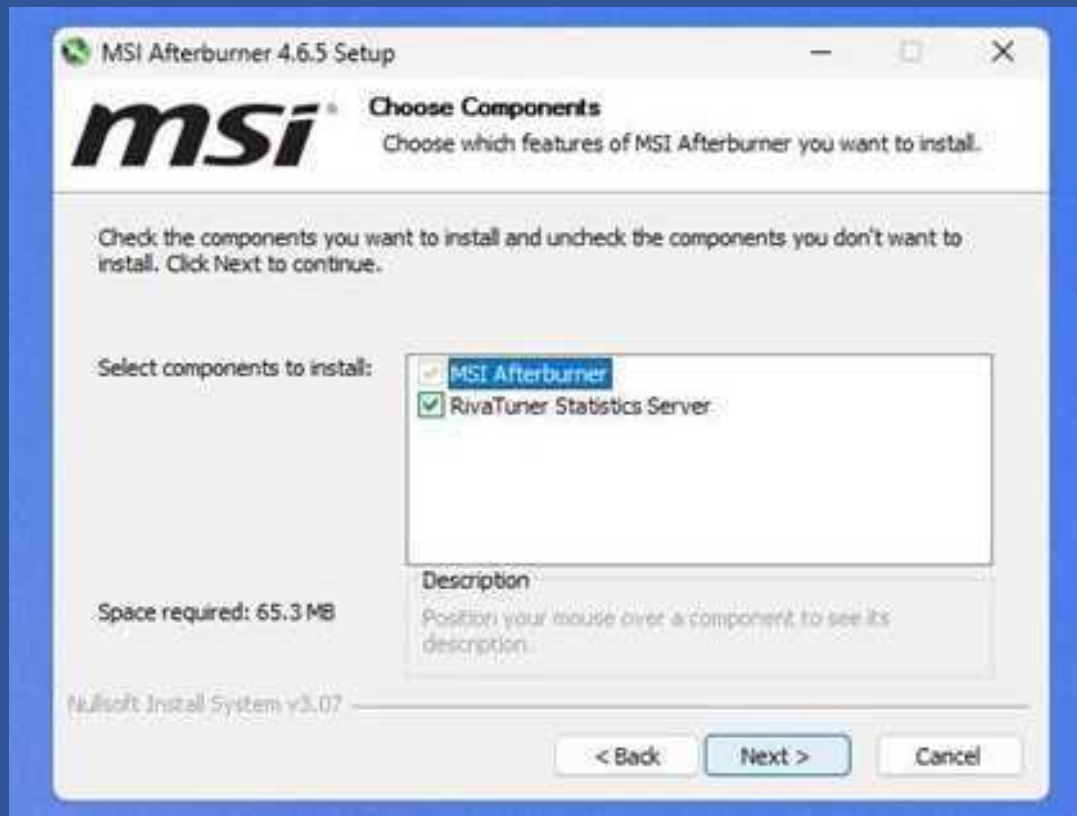 MSI Afterburner 4.6.5 Setup
msi
Choose Components
Choose which features of MSI Afterburner you want to install.
Check the components you want to install and uncheck the components you don't want to
install. Click Next to continue.
Select components to install:
MSI Afterburner
RivaTuner Statistics Server
Space required: 65.3 MB
Description
Position your mouse over a component to see its
description.
Nullsoft Install System v3.07
< Back
Next >
Cancel